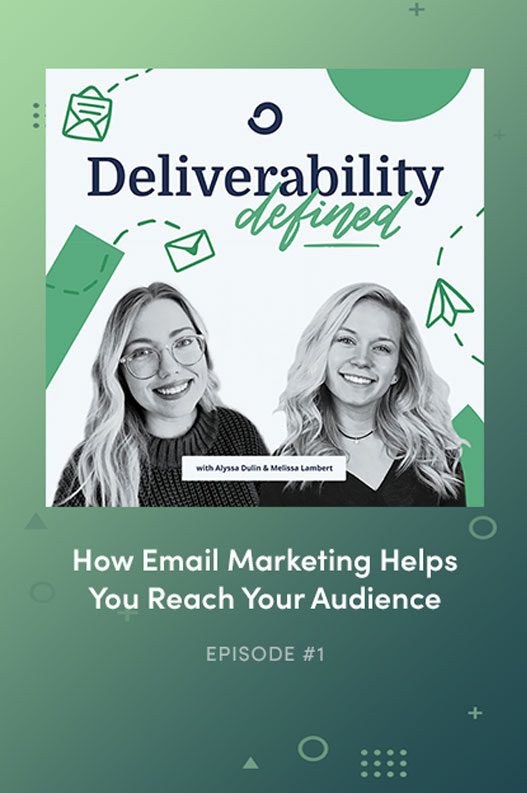 Deliverability
defined
with Alyssa Dulin & Melissa Lambert
How Email Marketing Helps
You Reach Your Audience
EPISODE #1